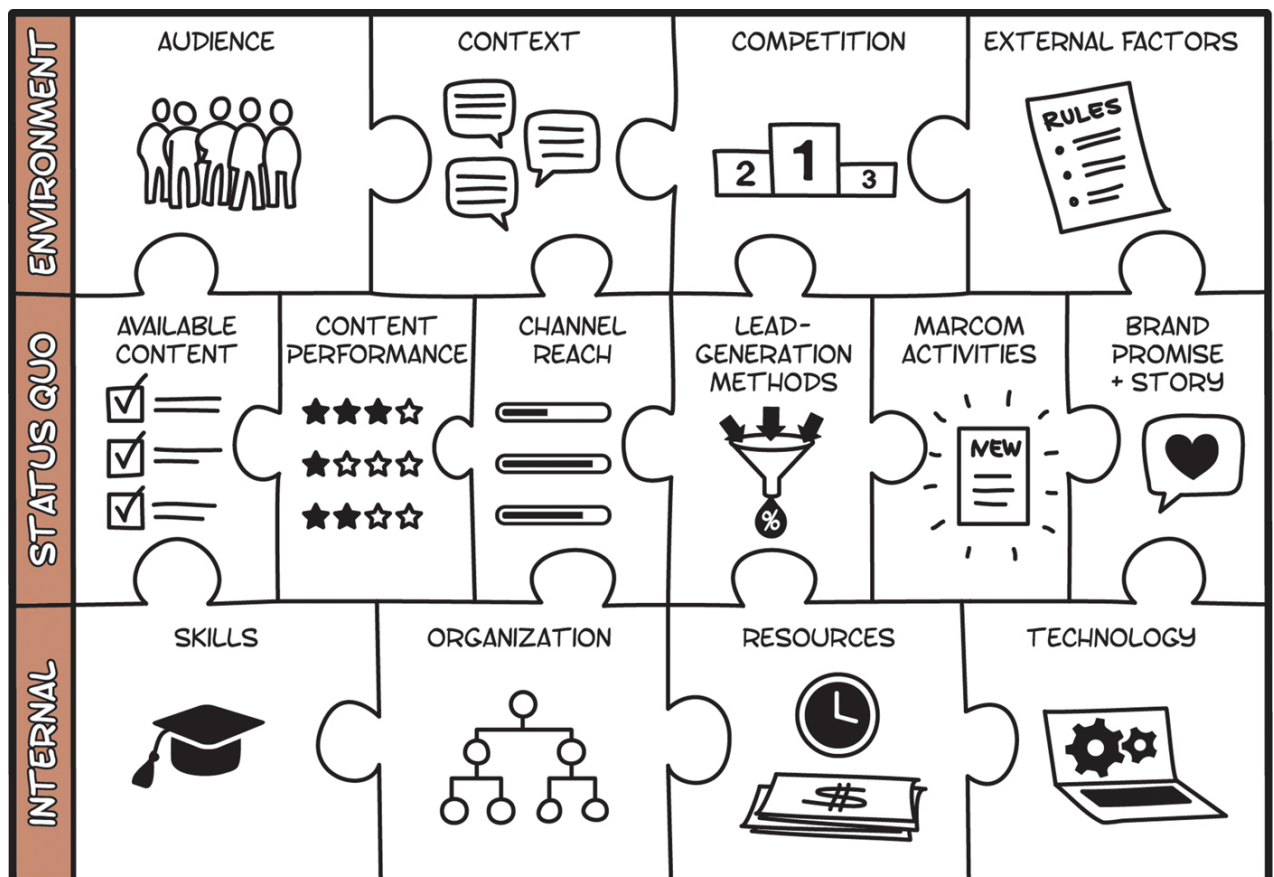 ENVIRONMENT
AUDIENCE
CONTEXT
COMPETITION
EXTERNAL FACTORS
2
1
3
RULES
STATUS QUO
AVAILABLE
CONTENT
CONTENT
PERFORMANCE
CHANNEL
REACH
LEAD-
GENERATION
METHODS
%
MARCOM
ACTIVITIES
NEW
BRAND
PROMISE
+ STORY
INTERNAL
SKILLS
ORGANIZATION
RESOURCES
$
TECHNOLOGY